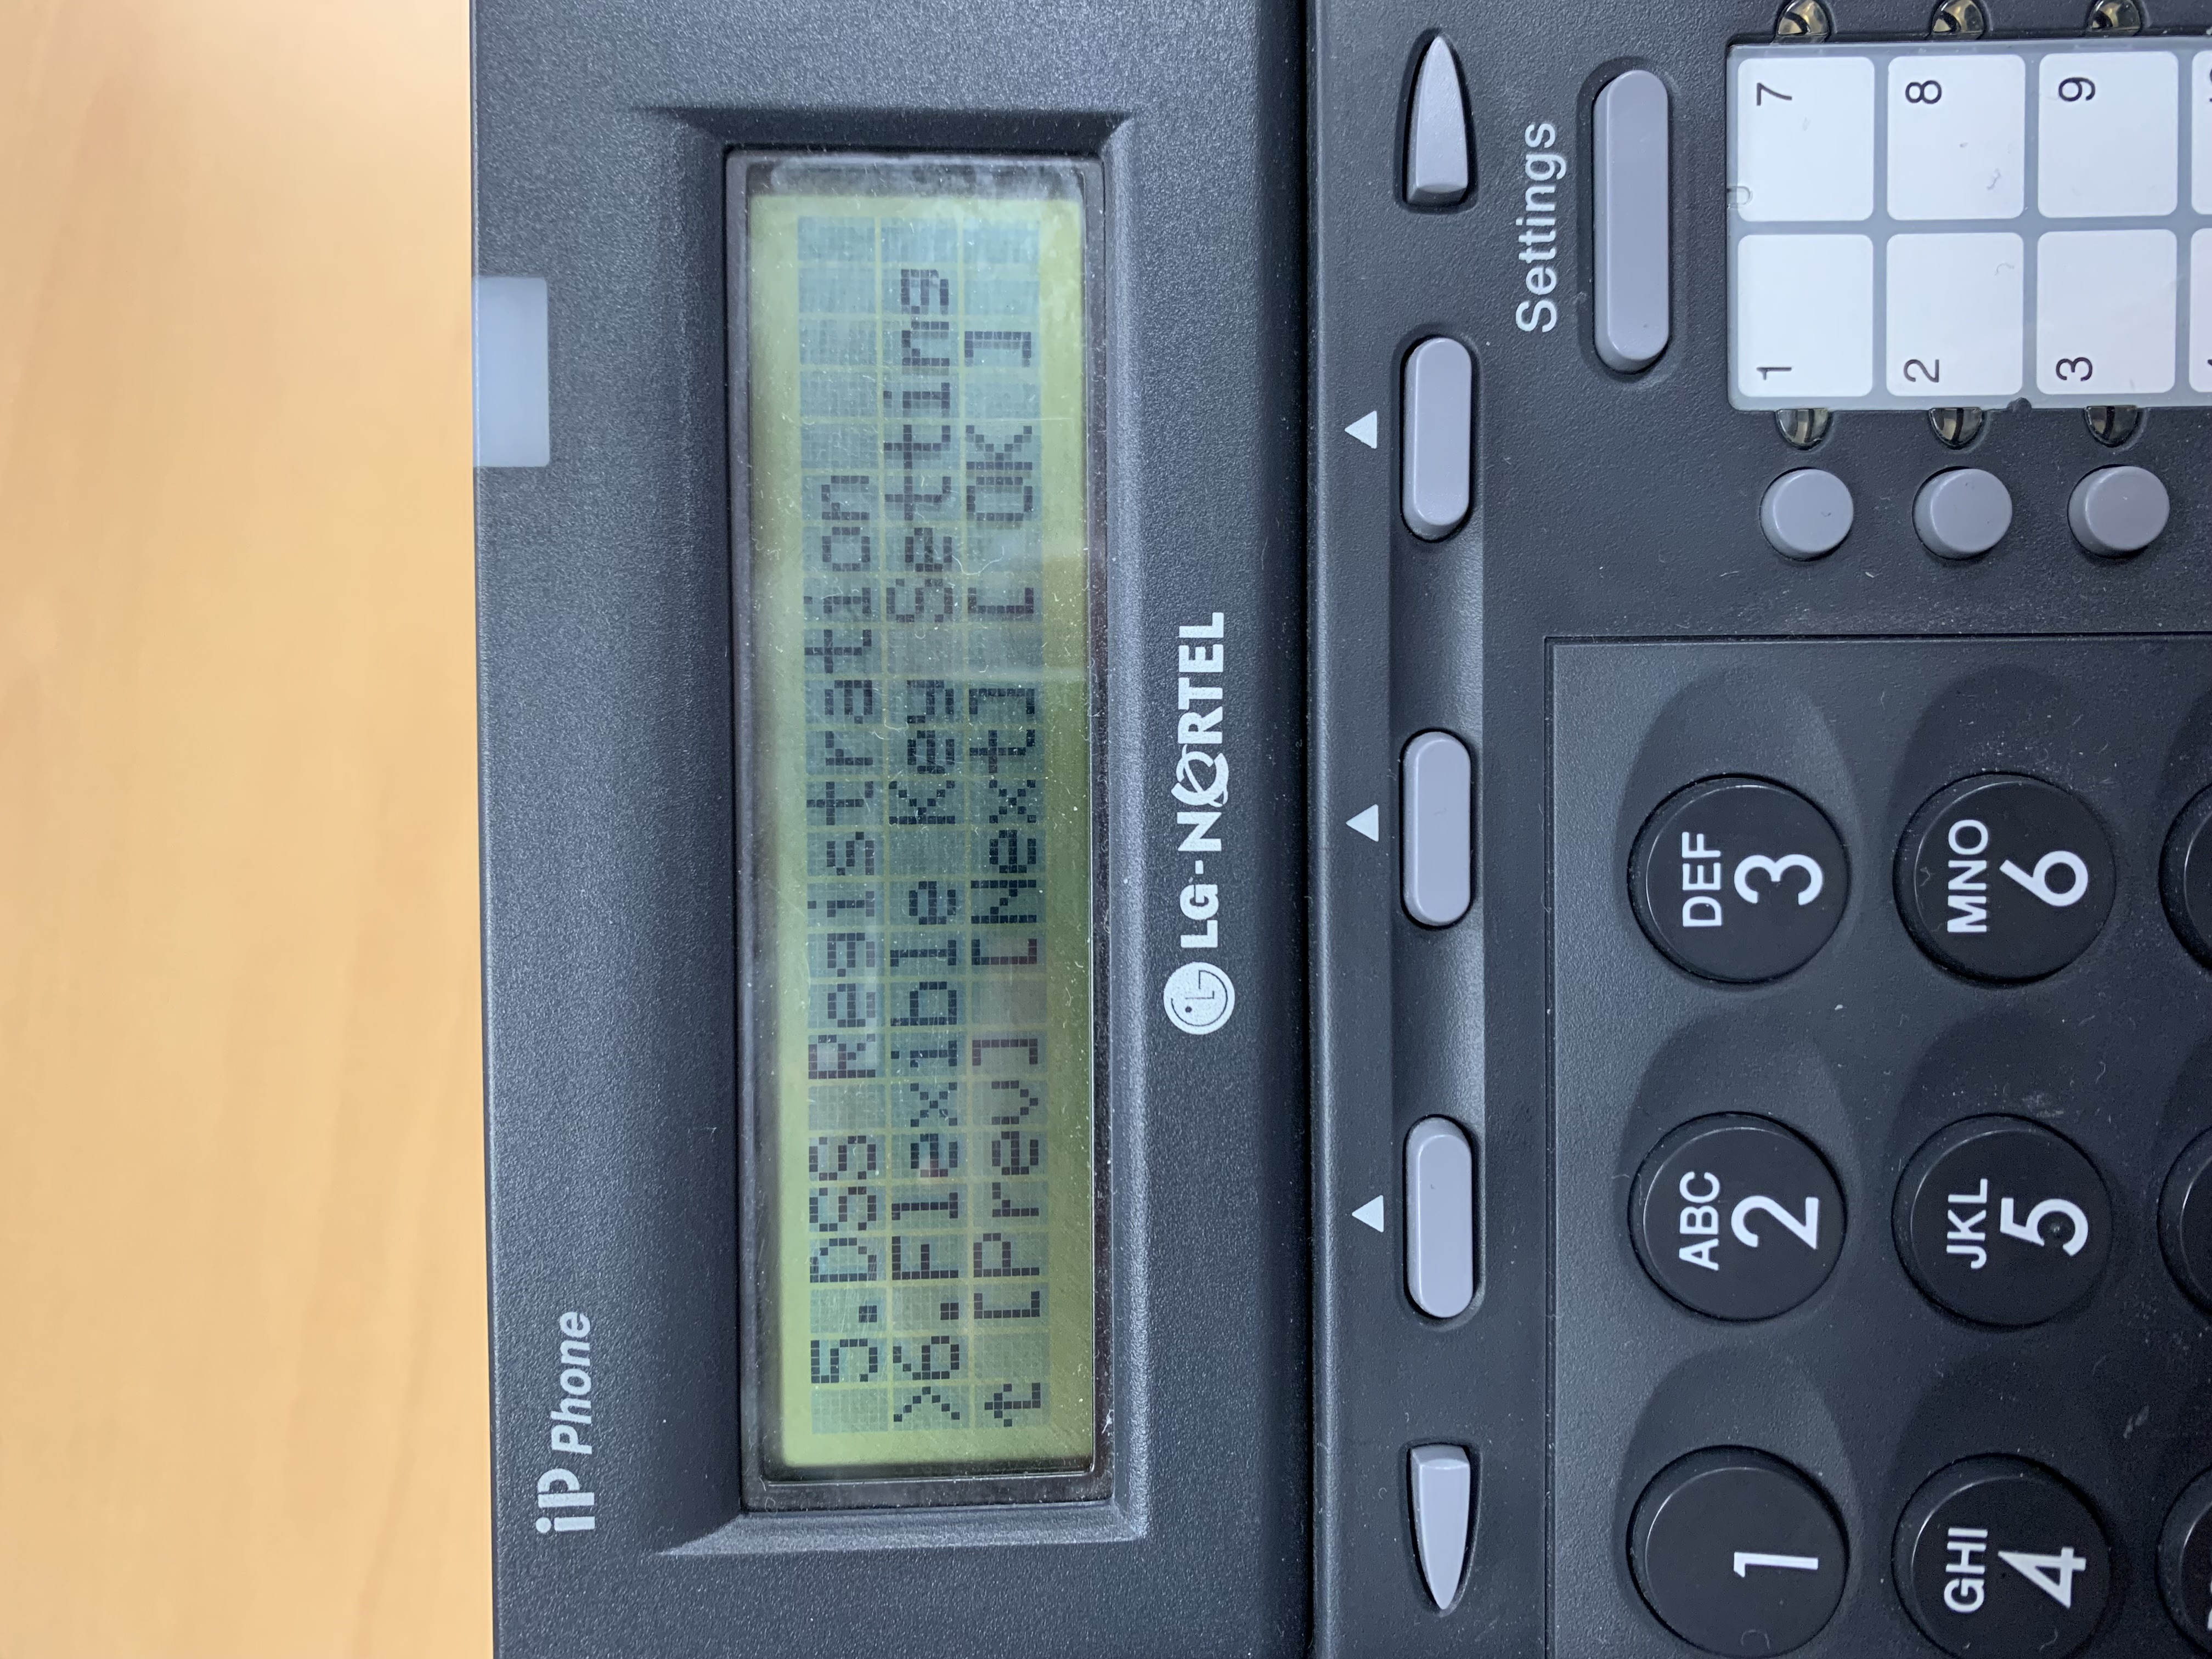 iP Phone
5.DSS Registration
>6.Flexible Key Setting
↑ [Prev] [Next] [ OK ]
LG-NORTEL
Settings
1
ABC
2
DEF
3
1
7
2
8
GHI
4
JKL
5
MNO
6
3
9